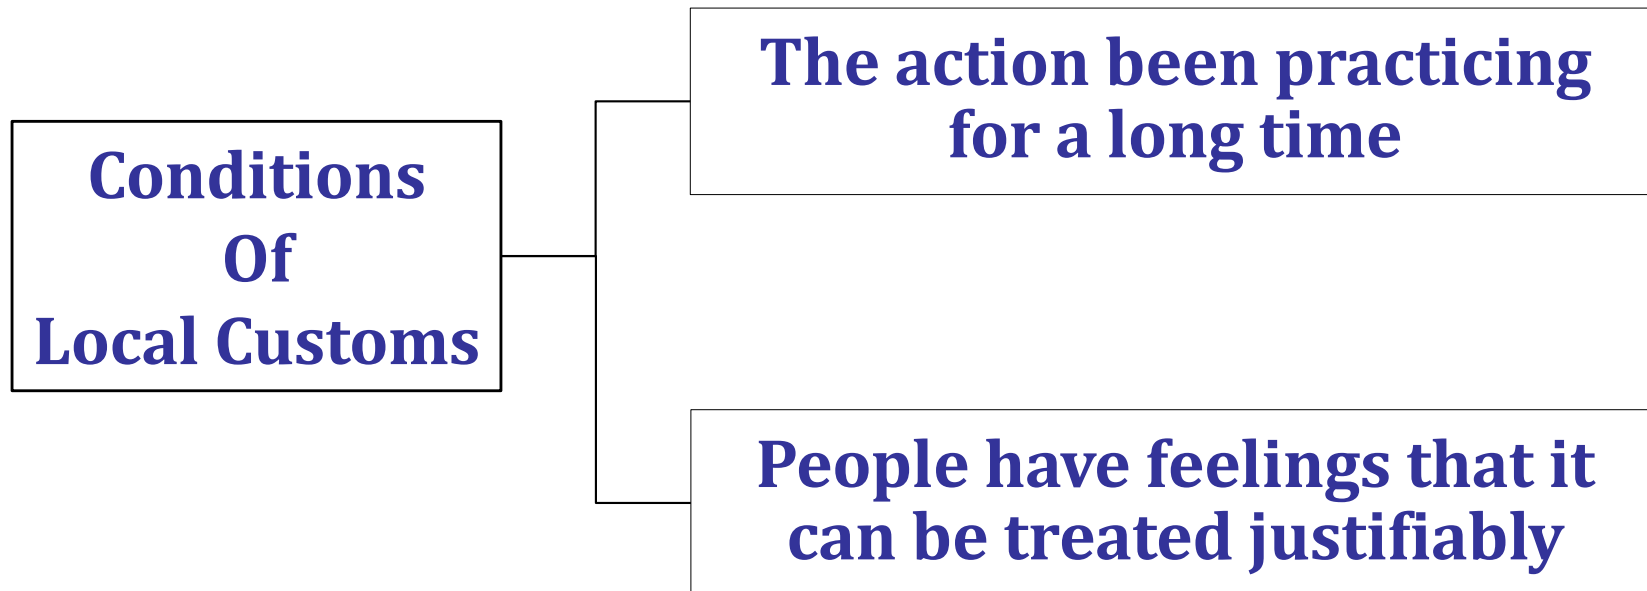 Conditions
Of
Local Customs
The action been practicing
for a long time
People have feelings that it
can be treated justifiably